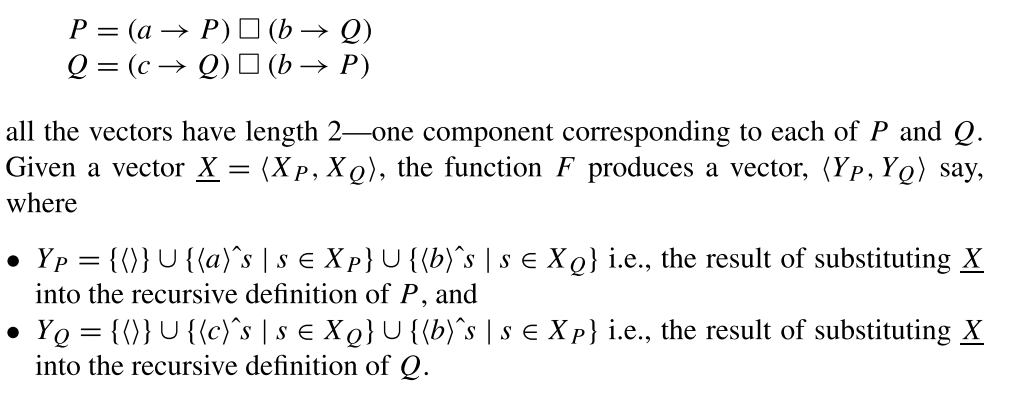 P = (a → P) □ (b → Q)
Q = (c → Q) □ (b → P)
all the vectors have length 2—one component corresponding to each of P and Q.
Given a vector X = ⟨X_P, X_Q⟩, the function F produces a vector, ⟨Y_P, Y_Q⟩ say,
where
• Y_P = {⟨⟩} ∪ {⟨a⟩ˆs | s ∈ X_P} ∪ {⟨b⟩ˆs | s ∈ X_Q} i.e., the result of substituting X
into the recursive definition of P, and
• Y_Q = {⟨⟩} ∪ {⟨c⟩ˆs | s ∈ X_Q} ∪ {⟨b⟩ˆs | s ∈ X_P} i.e., the result of substituting X
into the recursive definition of Q.